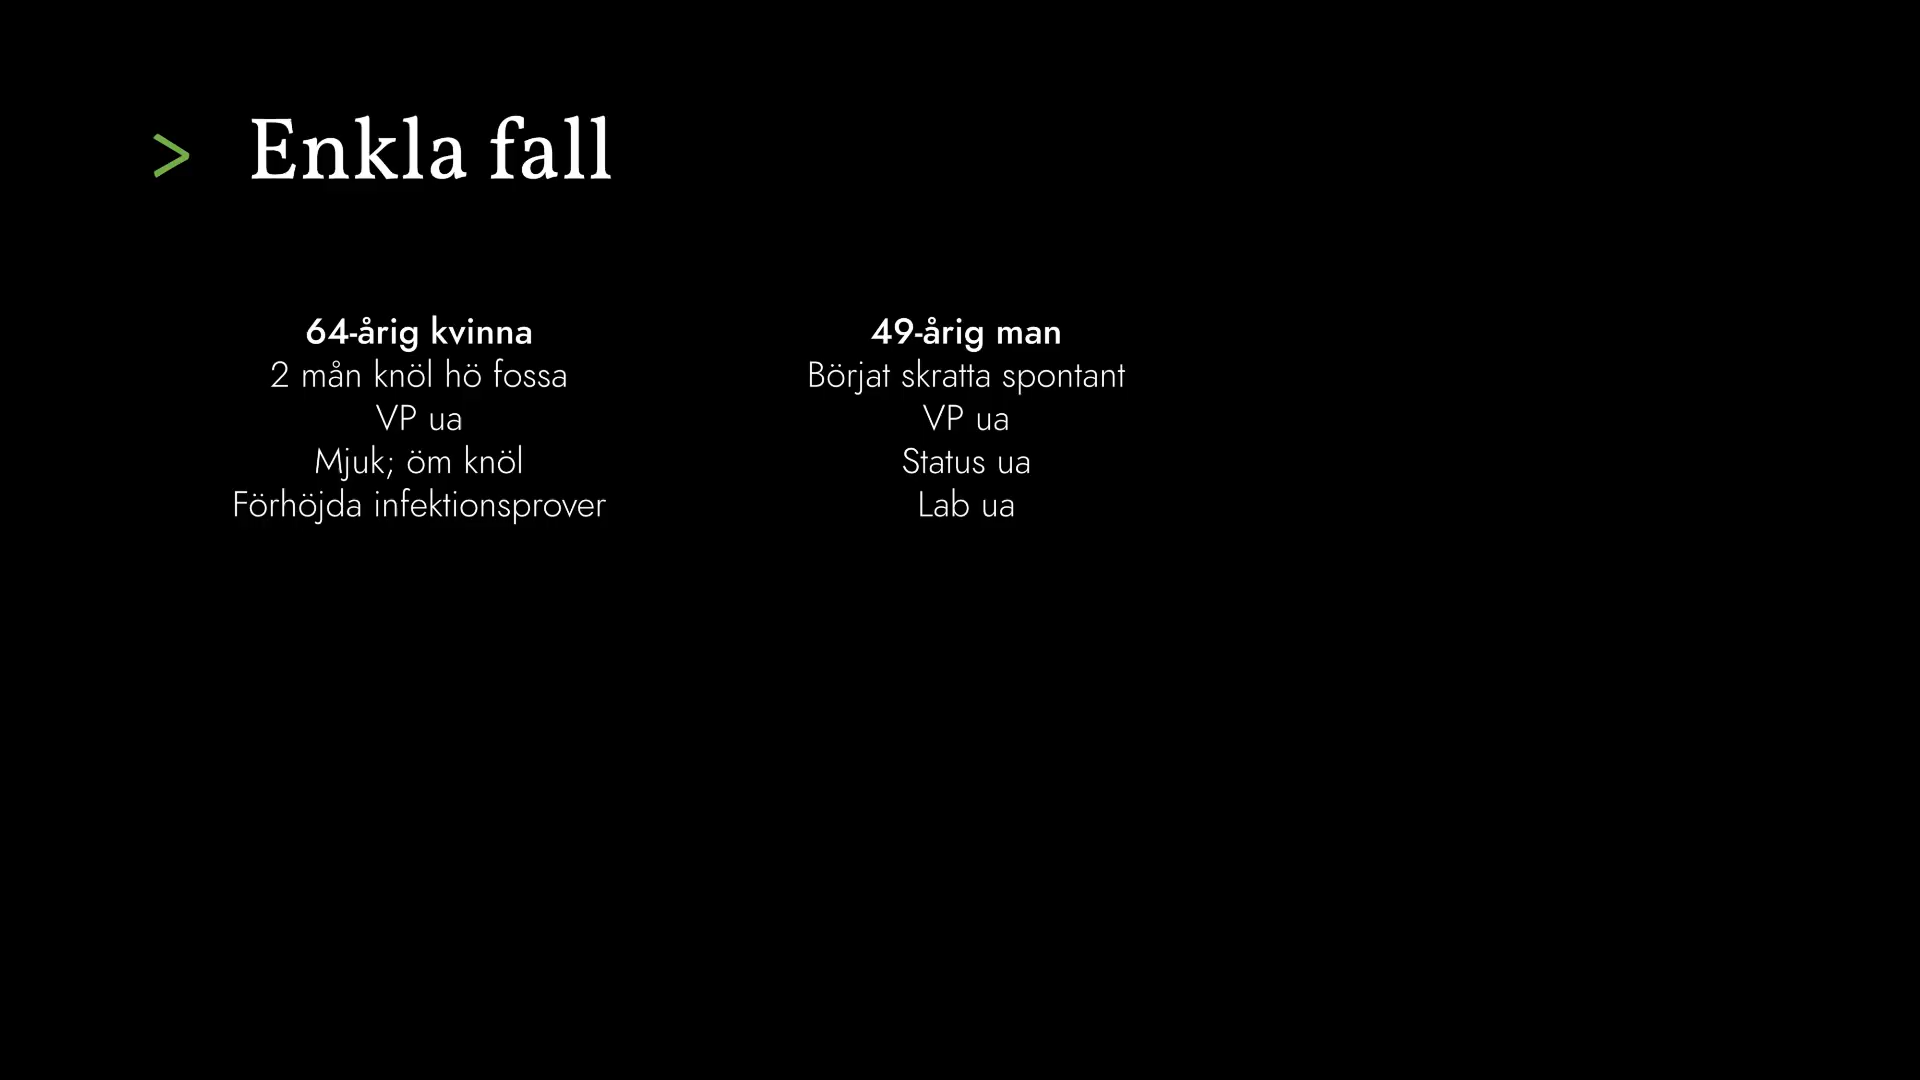 > Enkla fall
64-årig kvinna
2 mån knöl hö fossa
VP ua
Mjuk; öm knöl
Förhöjda infektionsprover
49-årig man
Börjat skratta spontant
VP ua
Status ua
Lab ua